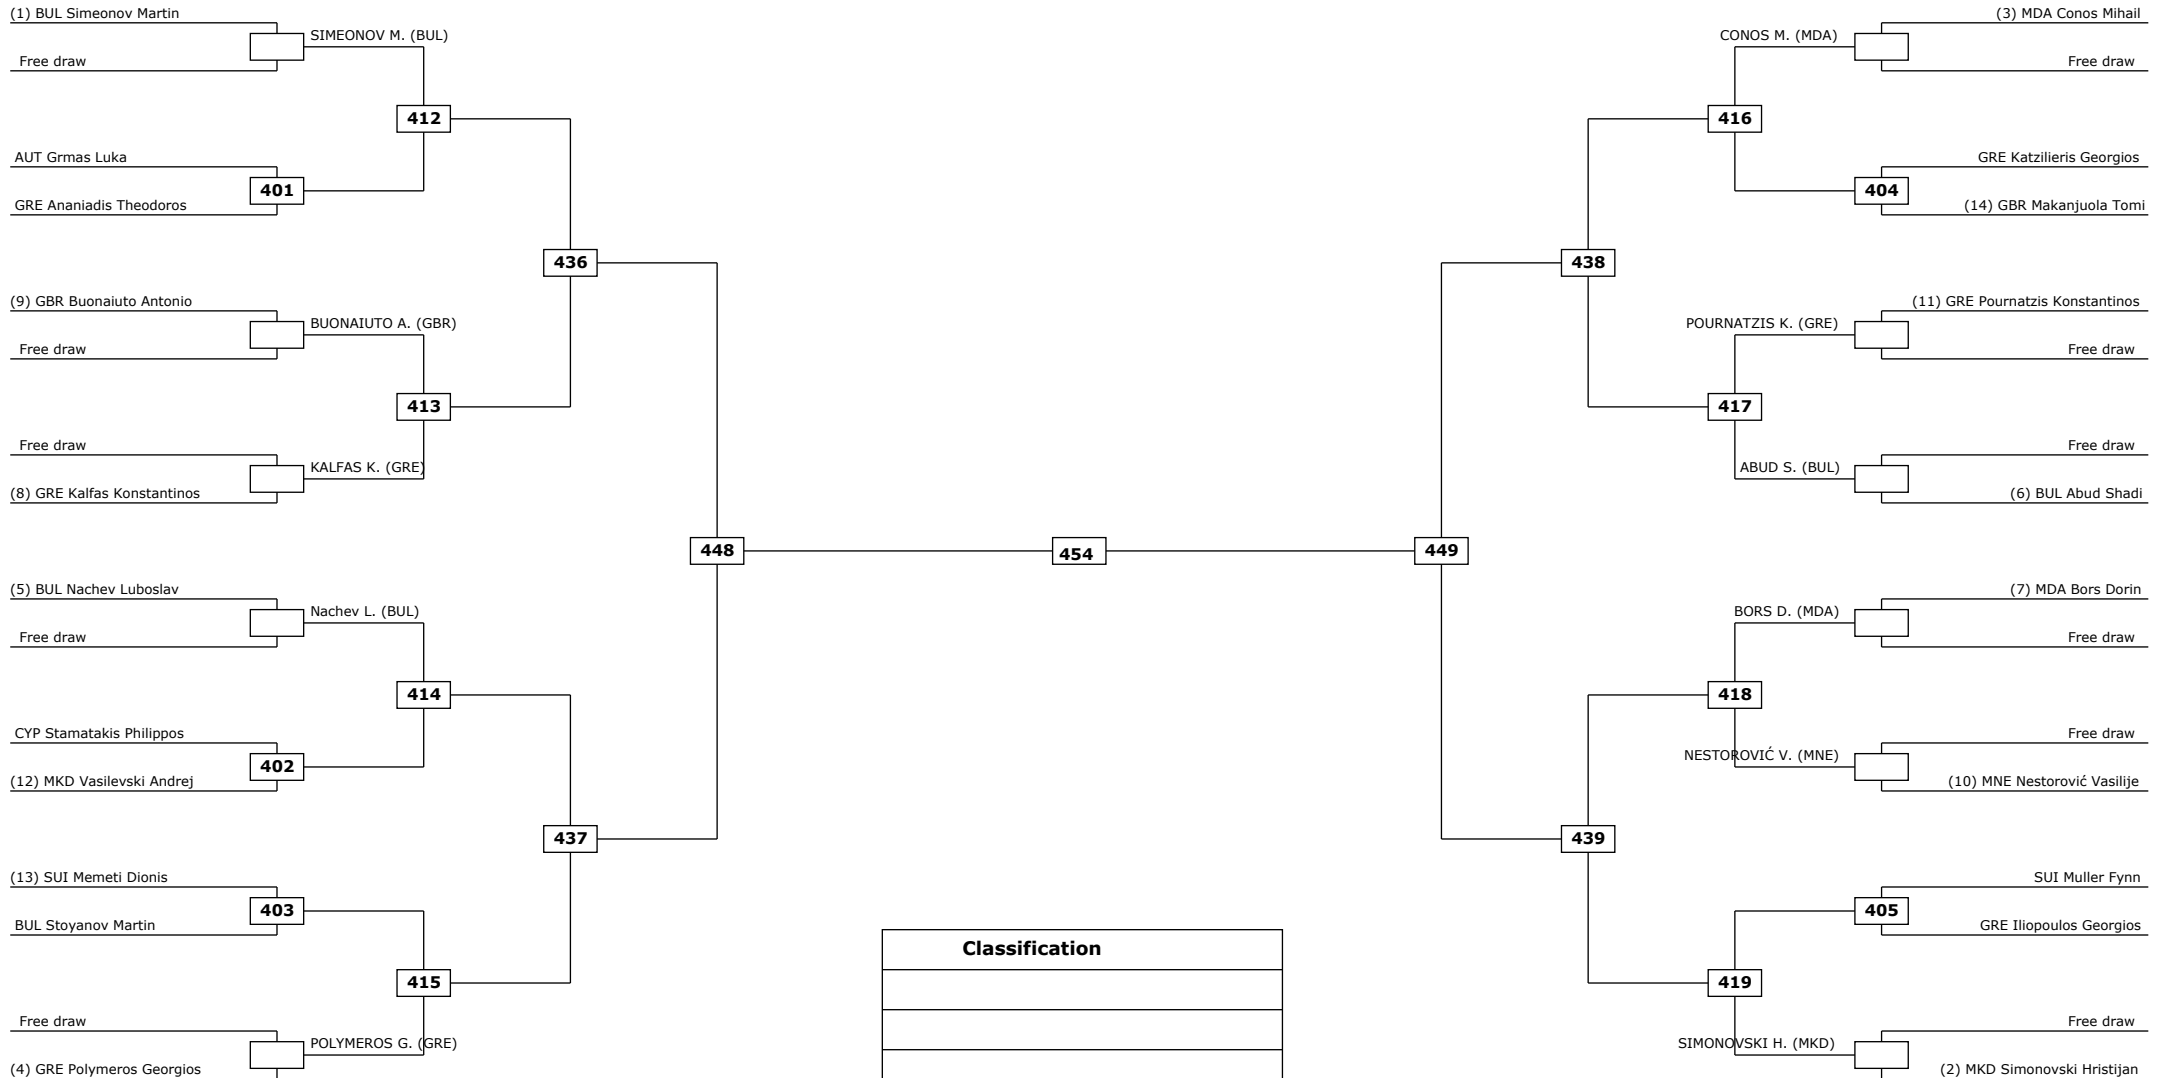 (1) BUL Simeonov Martin
SIMEONOV M. (BUL)
Free draw
412
AUT Grmas Luka
401
GRE Ananiadis Theodoros
436
(9) GBR Buonaiuto Antonio
BUONAIUTO A. (GBR)
Free draw
413
Free draw
KALFAS K. (GRE)
(8) GRE Kalfas Konstantinos
448
(5) BUL Nachev Luboslav
Nachev L. (BUL)
Free draw
414
CYP Stamatakis Philippos
402
(12) MKD Vasilevski Andrej
437
(13) SUI Memeti Dionis
403
BUL Stoyanov Martin
415
Free draw
POLYMEROS G. (GRE)
(4) GRE Polymeros Georgios
454
Classification
(3) MDA Conos Mihail
CONOS M. (MDA)
Free draw
416
GRE Katzilieris Georgios
404
(14) GBR Makanjuola Tomi
438
(11) GRE Pournatzis Konstantinos
POURNATZIS K. (GRE)
Free draw
417
Free draw
ABUD S. (BUL)
(6) BUL Abud Shadi
449
(7) MDA Bors Dorin
BORS D. (MDA)
Free draw
418
Free draw
NESTOROVIĆ V. (MNE)
(10) MNE Nestorović Vasilije
439
SUI Muller Fynn
405
GRE Iliopoulos Georgios
419
Free draw
SIMONOVSKI H. (MKD)
(2) MKD Simonovski Hristijan